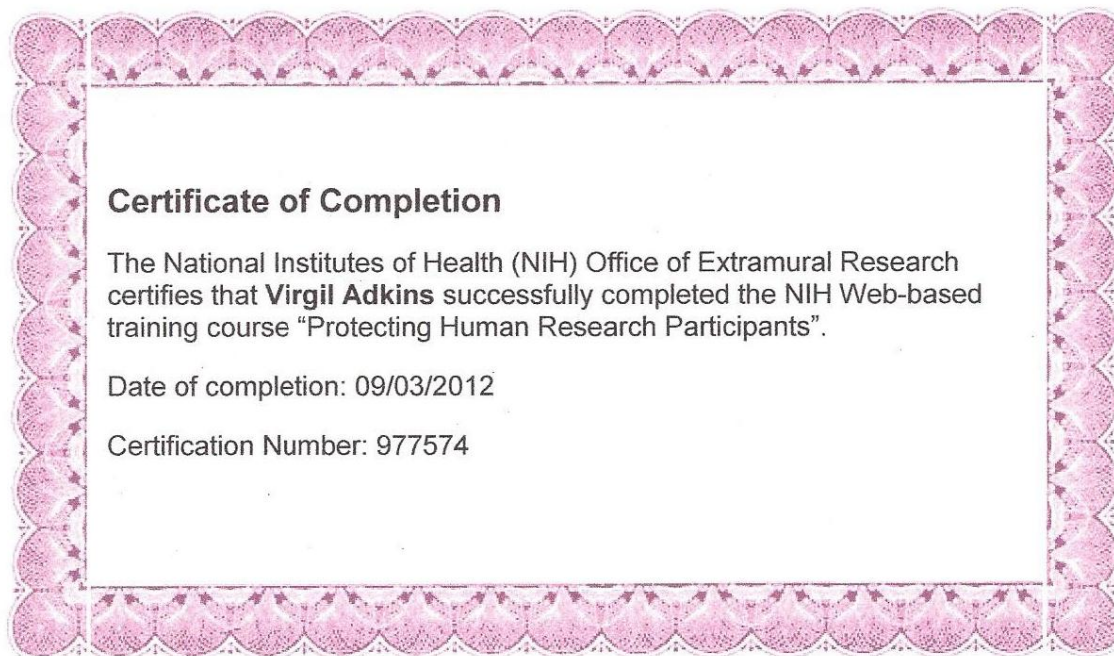 Certificate of Completion
The National Institutes of Health (NIH) Office of Extramural Research
certifies that Virgil Adkins successfully completed the NIH Web-based
training course “Protecting Human Research Participants”.
Date of completion: 09/03/2012
Certification Number: 977574